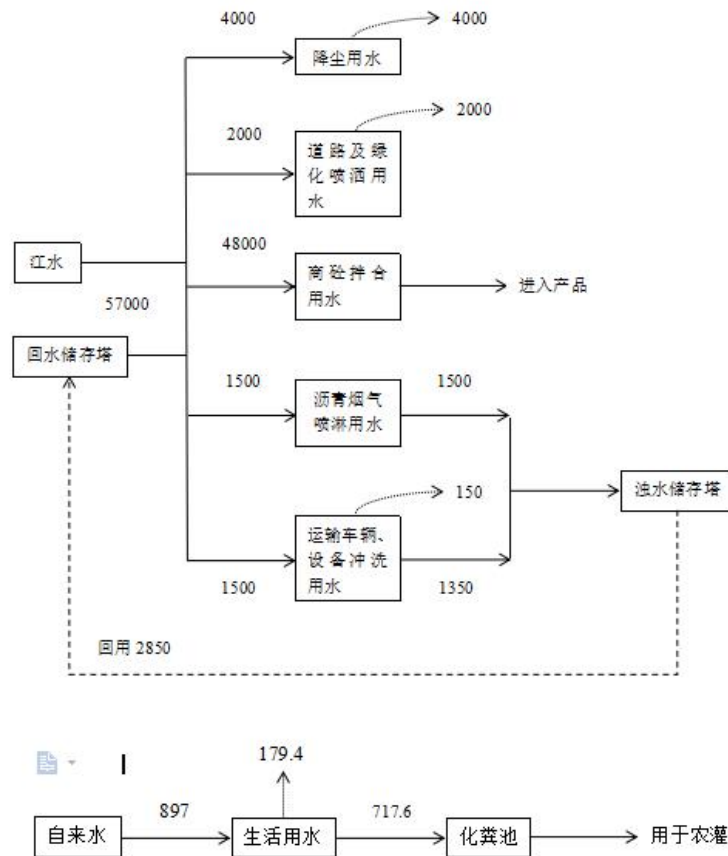 4000
4000
降尘用水
2000
2000
道路及绿
化喷洒用
水
48000
江水
商砼拌合
用水
进入产品
57000
回水储存塔
1500
沥青烟气
喷淋用水
1500
浊水储存塔
150
运输车辆、
设备冲洗
用水
1500
1350
回用 2850
179.4
自来水
897
生活用水
717.6
化粪池
用于农灌